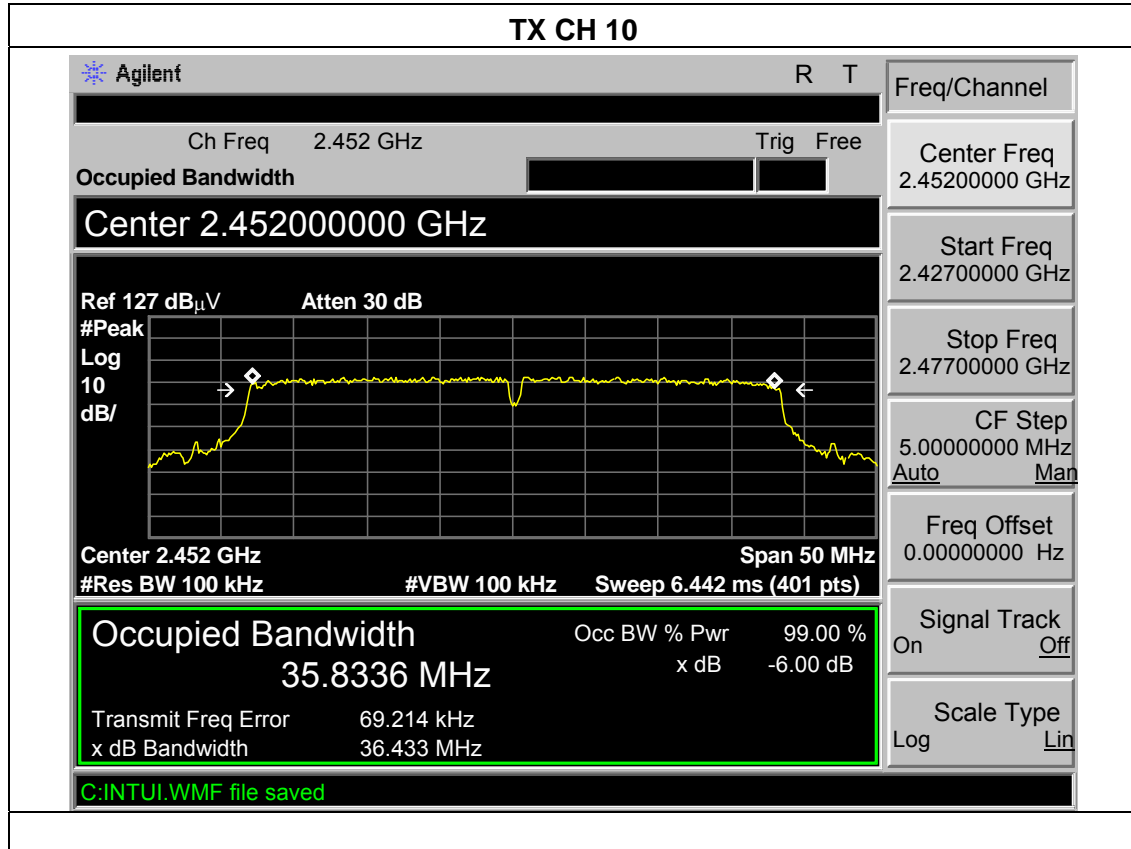 TX CH 10
Agilent R T
Ch Freq 2.452 GHz Trig Free
Occupied Bandwidth
Center 2.452000000 GHz
Ref 127 dBμV Atten 30 dB
#Peak
Log
10
dB/
Center 2.452 GHz Span 50 MHz
#Res BW 100 kHz #VBW 100 kHz Sweep 6.442 ms (401 pts)
Occupied Bandwidth Occ BW % Pwr 99.00 %
35.8336 MHz x dB -6.00 dB
Transmit Freq Error 69.214 kHz
x dB Bandwidth 36.433 MHz
C:INTUI.WMF file saved
Freq/Channel
Center Freq
2.45200000 GHz
Start Freq
2.42700000 GHz
Stop Freq
2.47700000 GHz
CF Step
5.00000000 MHz
Auto Man
Freq Offset
0.00000000 Hz
Signal Track
On Off
Scale Type
Log Lin